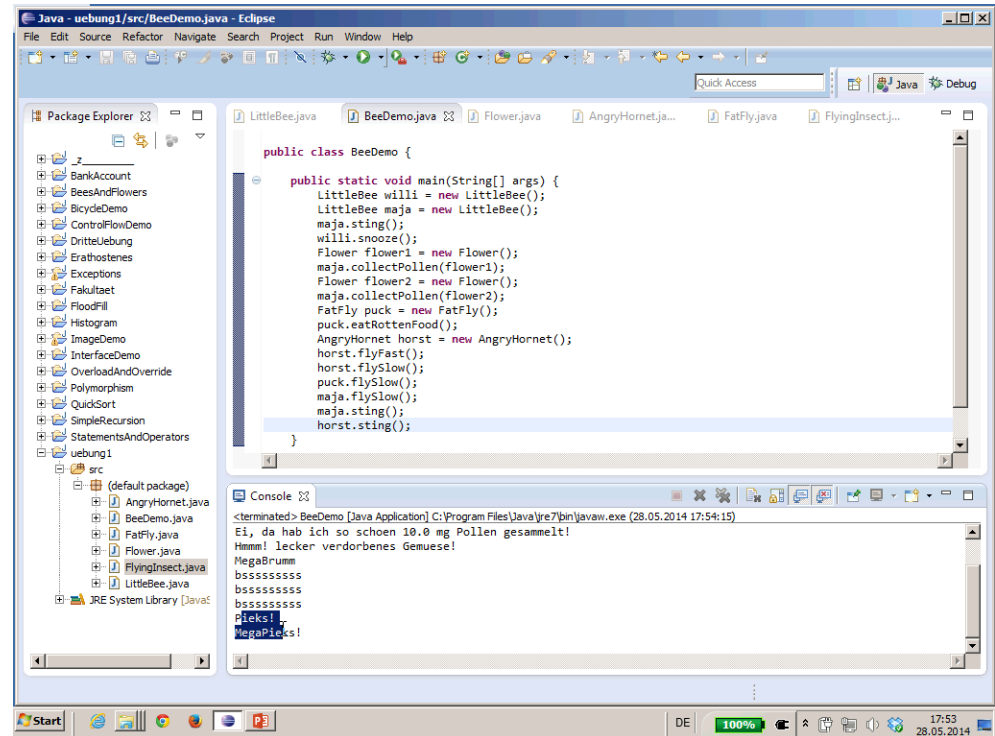 Java - uebung1/src/BeeDemo.java - Eclipse
File Edit Source Refactor Navigate Search Project Run Window Help
Quick Access
Java
Debug
Package Explorer
_z________
BankAccount
BeesAndFlowers
BicycleDemo
ControlFlowDemo
DritteUebung
Erathostenes
Exceptions
Fakultaet
FloodFill
Histogram
ImageDemo
InterfaceDemo
OverloadAndOverride
Polymorphism
QuickSort
SimpleRecursion
StatementsAndOperators
uebung1
src
(default package)
AngryHornet.java
BeeDemo.java
FatFly.java
Flower.java
FlyingInsect.java
LittleBee.java
JRE System Library [JavaS
LittleBee.java BeeDemo.java Flower.java AngryHornet.ja... FatFly.java FlyingInsect.j...
public class BeeDemo {
public static void main(String[] args) {
LittleBee willi = new LittleBee();
LittleBee maja = new LittleBee();
maja.sting();
willi.snooze();
Flower flower1 = new Flower();
maja.collectPollen(flower1);
Flower flower2 = new Flower();
maja.collectPollen(flower2);
FatFly puck = new FatFly();
puck.eatRottenFood();
AngryHornet horst = new AngryHornet();
horst.flyFast();
horst.flySlow();
puck.flySlow();
maja.flySlow();
maja.sting();
horst.sting();
}
Console
<terminated> BeeDemo [Java Application] C:\Program Files\Java\jre7\bin\javaw.exe (28.05.2014 17:54:15)
Ei, da hab ich so schoen 10.0 mg Pollen gesammelt!
Hmmm! lecker verdorbenes Gemuese!
MegaBrumm
bssssssssss
bssssssssss
bssssssssss
Pieks!
MegaPieks!
Start
DE
100%
17:53
28.05.2014